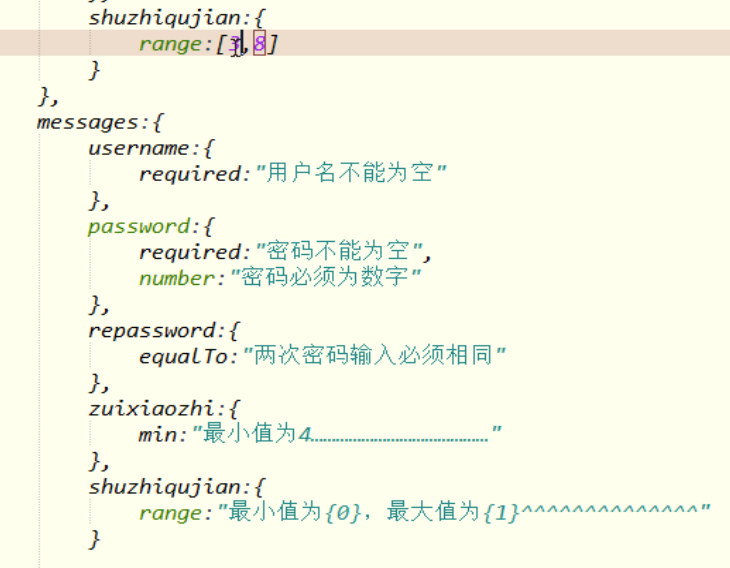 shuzhiqujian:{
range:[3,8]
}
},
messages:{
username:{
required:"用户名不能为空"
},
password:{
required:"密码不能为空",
number:"密码必须为数字"
},
repassword:{
equalTo:"两次密码输入必须相同"
},
zuixiaozhi:{
min:"最小值为4……………………………………"
},
shuzhiqujian:{
range:"最小值为{0}，最大值为{1}^^^^^^^^^^^^^^"
}